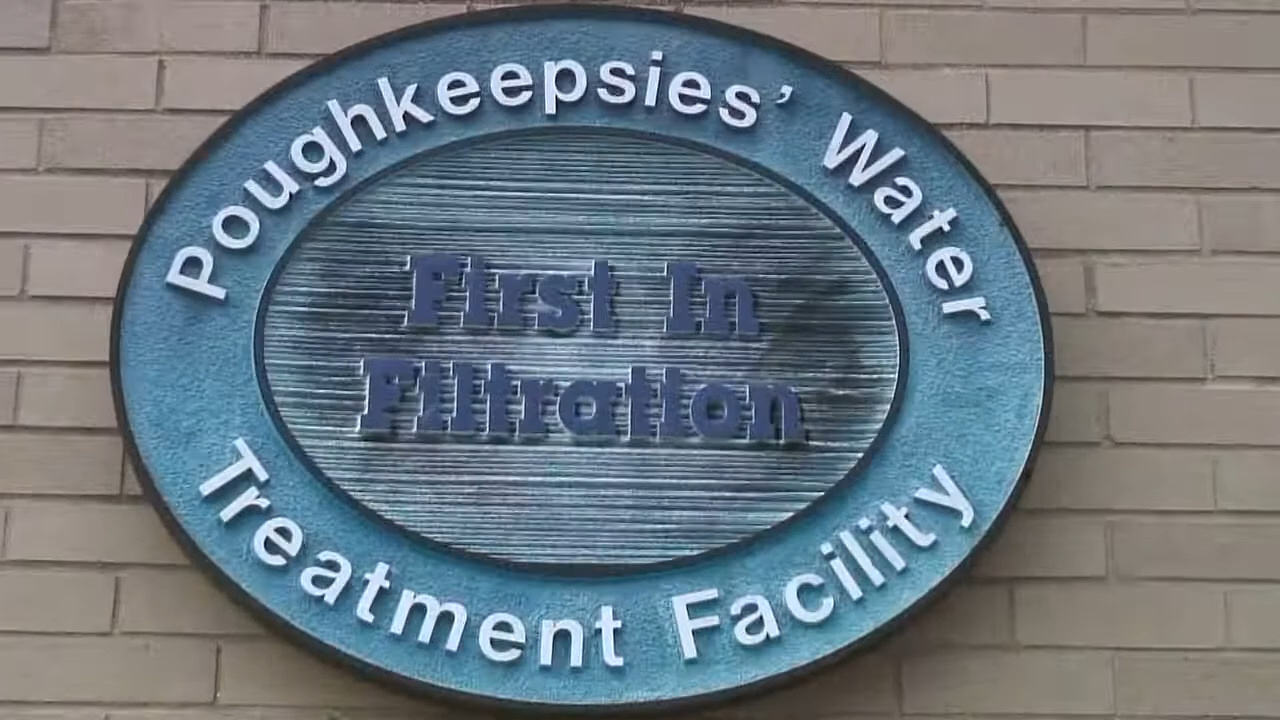 Poughkeepsies' Water
First In
Filtration
Treatment Facility